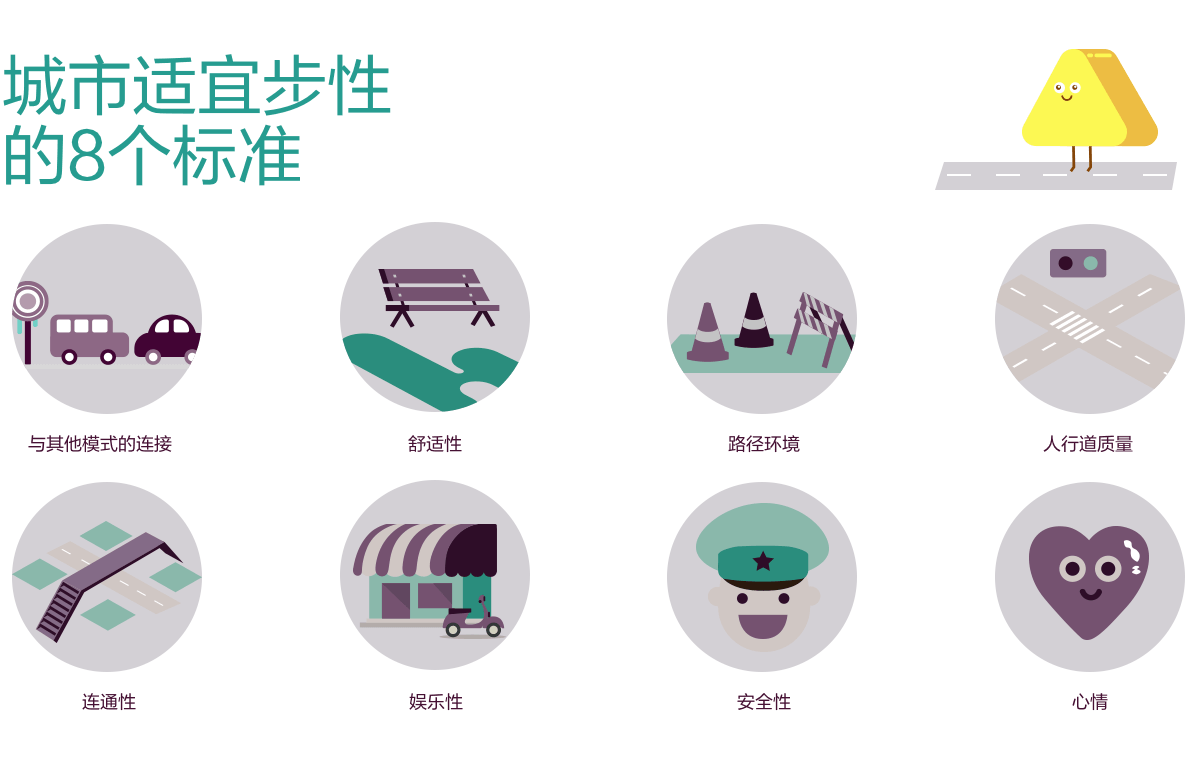 城市适宜步性
的8个标准
与其他模式的连接
舒适性
路径环境
人行道质量
连通性
娱乐性
安全性
心情